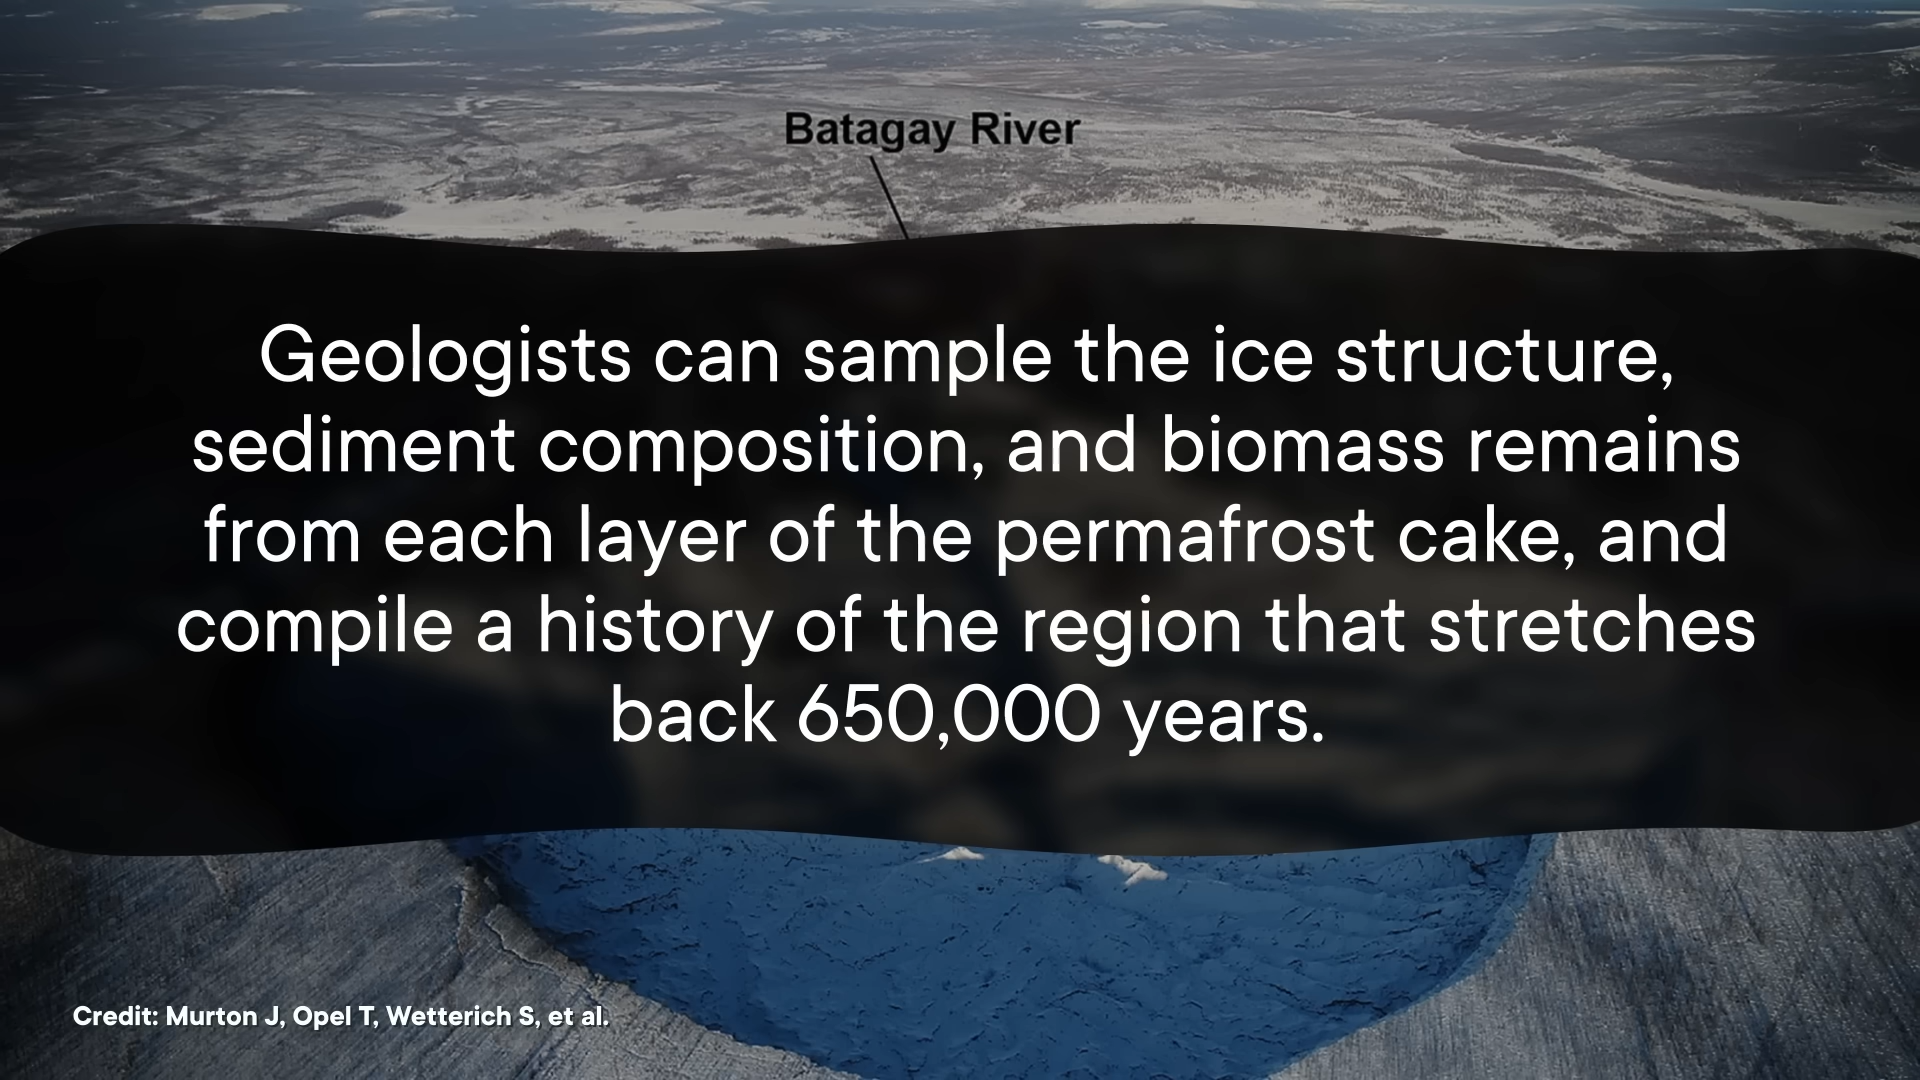 Batagay River
Geologists can sample the ice structure,
sediment composition, and biomass remains
from each layer of the permafrost cake, and
compile a history of the region that stretches
back 650,000 years.
Credit: Murton J, Opel T, Wetterich S, et al.